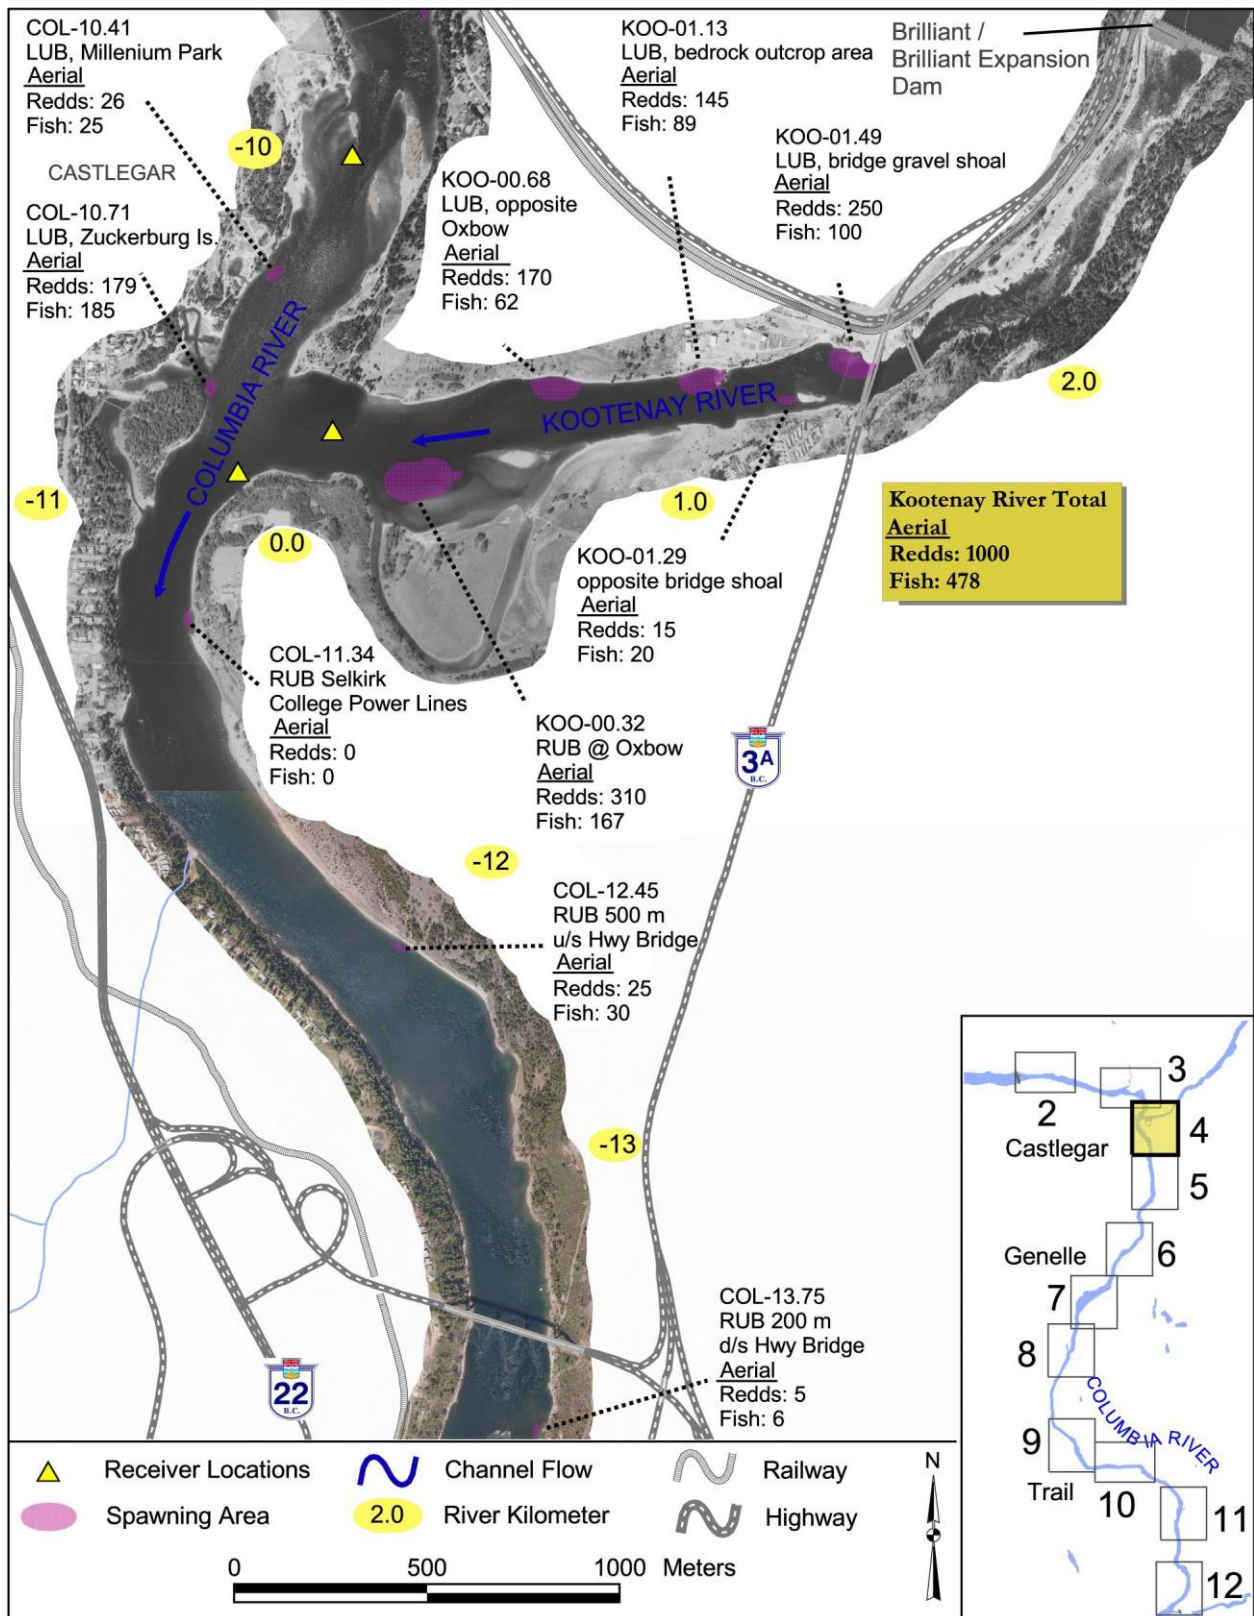 COL-10.41
LUB, Millenium Park
Aerial
Redds: 26
Fish: 25
KOO-01.13
LUB, bedrock outcrop area
Aerial
Redds: 145
Fish: 89
Brilliant /
Brilliant Expansion
Dam
-10
KOO-01.49
LUB, bridge gravel shoal
Aerial
Redds: 250
Fish: 100
CASTLEGAR
KOO-00.68
LUB, opposite
Oxbow
Aerial
Redds: 170
Fish: 62
COL-10.71
LUB, Zuckerburg Is.
Aerial
Redds: 179
Fish: 185
COLUMBIA RIVER
KOOTENAY RIVER
2.0
-11
0.0
1.0
Kootenay River Total
Aerial
Redds: 1000
Fish: 478
KOO-01.29
opposite bridge shoal
Aerial
Redds: 15
Fish: 20
COL-11.34
RUB Selkirk
College Power Lines
Aerial
Redds: 0
Fish: 0
KOO-00.32
RUB @ Oxbow
Aerial
Redds: 310
Fish: 167
3A
B.C.
-12
COL-12.45
RUB 500 m
u/s Hwy Bridge
Aerial
Redds: 25
Fish: 30
-13
COL-13.75
RUB 200 m
d/s Hwy Bridge
Aerial
Redds: 5
Fish: 6
22
B.C.
3
2
4
Castlegar
5
Genelle
6
7
8
COLUMBIA RIVER
9
Trail
10
11
12
Receiver Locations
Channel Flow
Railway
Spawning Area
2.0
River Kilometer
Highway
N
0
500
1000
Meters